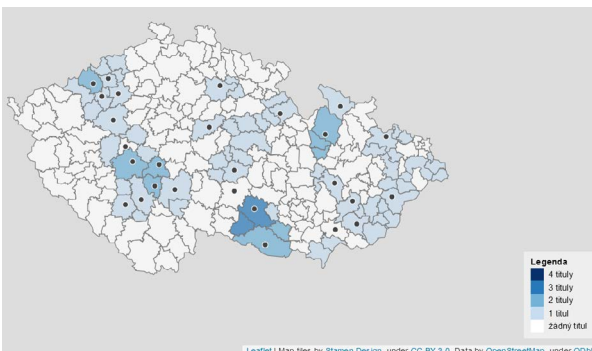 Legenda
4 tituly
3 tituly
2 tituly
1 titul
žádný titul
Leaflet | Map tiles by Stamen Design, under CC BY 3.0. Data by OpenStreetMap, under ODbL